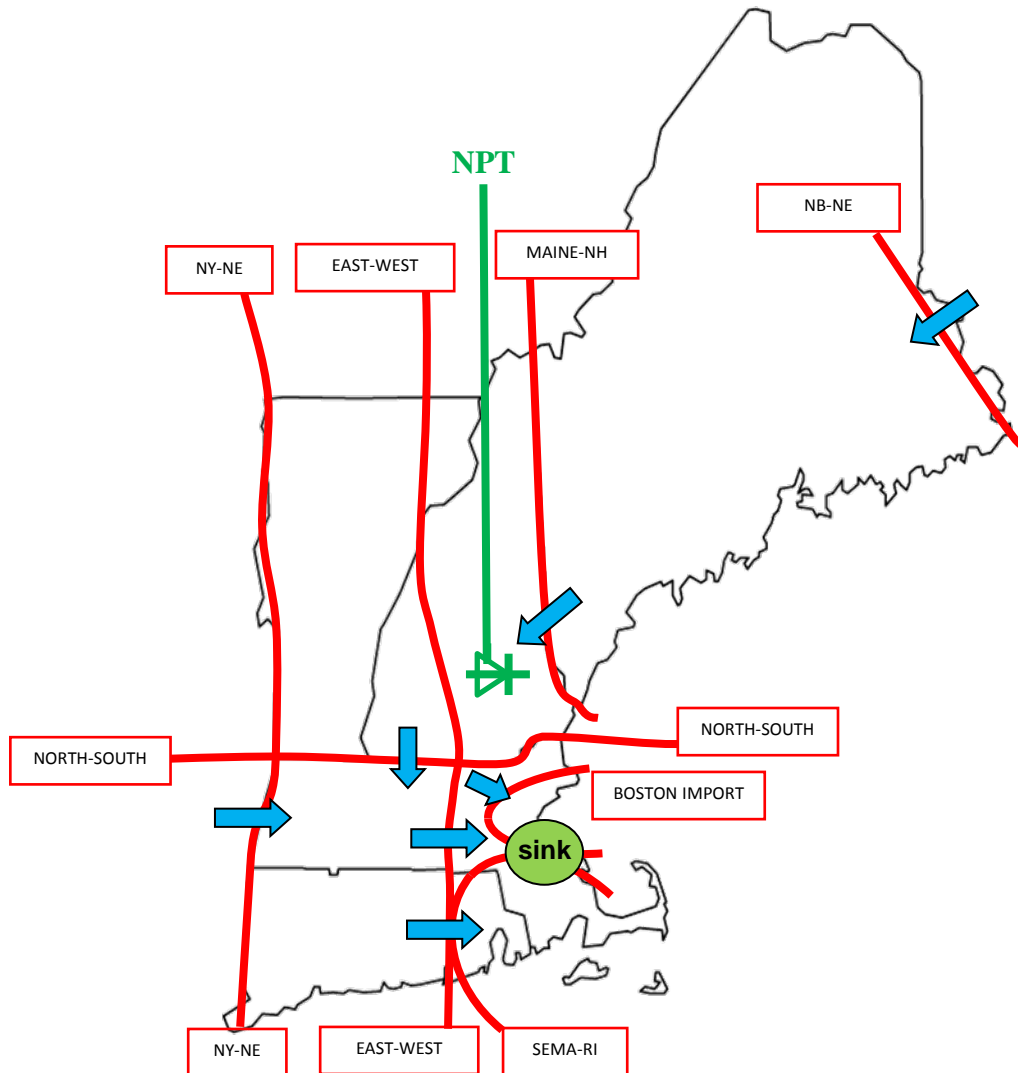 NPT
NB-NE
NY-NE
EAST-WEST
MAINE-NH
NORTH-SOUTH
NORTH-SOUTH
BOSTON IMPORT
sink
NY-NE
EAST-WEST
SEMA-RI